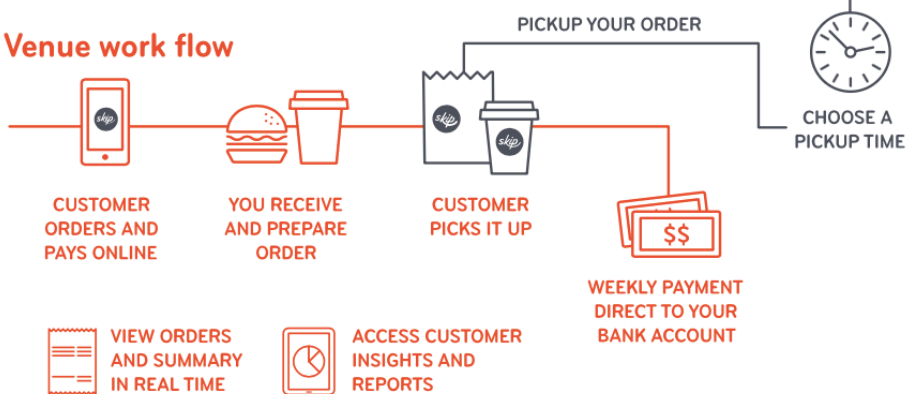 PICKUP YOUR ORDER
Venue work flow
skip
skip
skip
CHOOSE A
PICKUP TIME
CUSTOMER
ORDERS AND
PAYS ONLINE
YOU RECEIVE
AND PREPARE
ORDER
CUSTOMER
PICKS IT UP
$$
WEEKLY PAYMENT
DIRECT TO YOUR
BANK ACCOUNT
VIEW ORDERS
AND SUMMARY
IN REAL TIME
ACCESS CUSTOMER
INSIGHTS AND
REPORTS